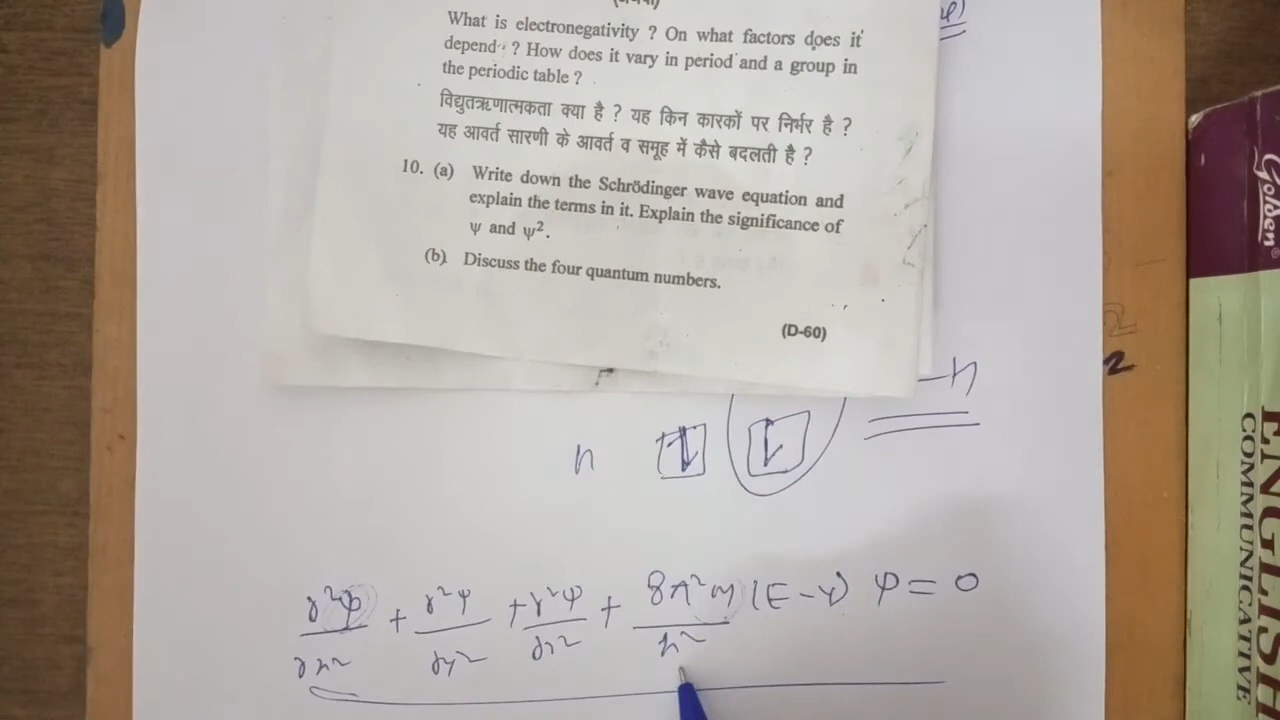 What is electronegativity ? On what factors does it
depend ? How does it vary in period and a group in
the periodic table ?
विद्युतऋणात्मकता क्या है ? यह किन कारकों पर निर्भर है ?
यह आवर्त सारणी के आवर्त व समूह में कैसे बदलती है ?
10. (a) Write down the Schrödinger wave equation and
explain the terms in it. Explain the significance of
ψ and ψ².
(b) Discuss the four quantum numbers.
(D-60)
n
∂²ψ/∂x² + ∂²ψ/∂y² + ∂²ψ/∂z² + 8π²m/h² (E-V) ψ = 0
Golden
ENGLISH
COMMUNICATIVE